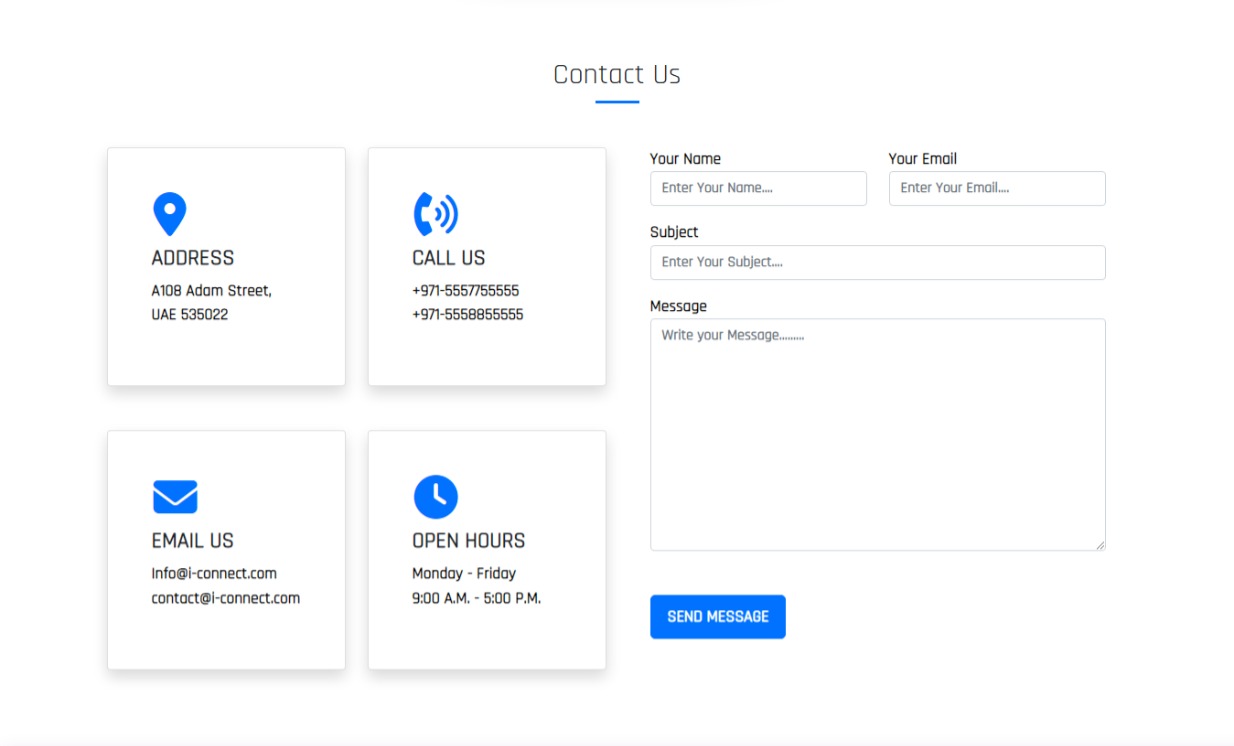 Contact Us
ADDRESS
A108 Adam Street,
UAE 535022
CALL US
+971-5557755555
+971-5558855555
EMAIL US
Info@i-connect.com
contact@i-connect.com
OPEN HOURS
Monday - Friday
9:00 A.M. - 5:00 P.M.
Your Name
Enter Your Name....
Your Email
Enter Your Email....
Subject
Enter Your Subject....
Message
Write your Message.........
SEND MESSAGE